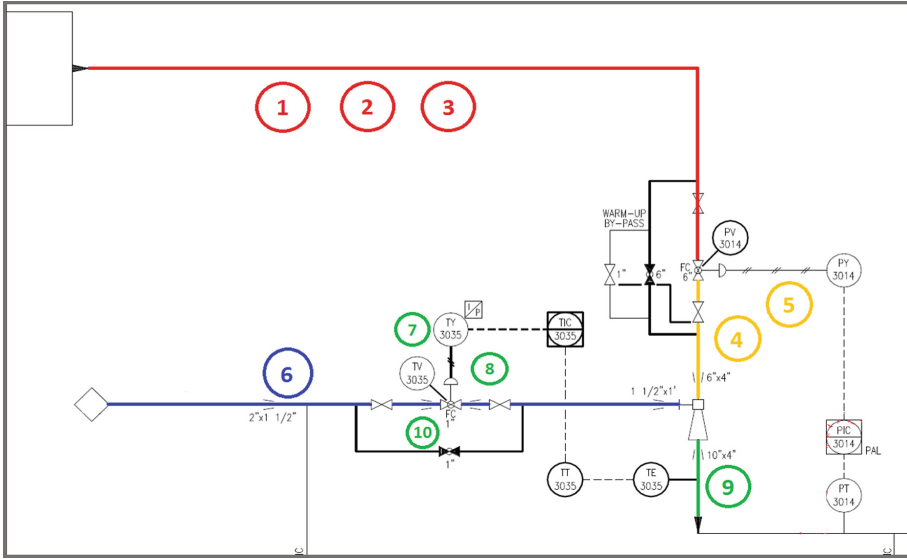 1
2
3
WARM-UP
BY-PASS
PV
3014
FC
6"
1"
6"
PY
3014
5
4
I
P
7
TY
3035
TIC
3035
TV
3035
8
6
6"x4"
2"x1 1/2"
FC
1"
1 1/2"x1'
10
1"
PIC
3014
PAL
10"x4"
TT
3035
TE
3035
9
PT
3014
IC
IC